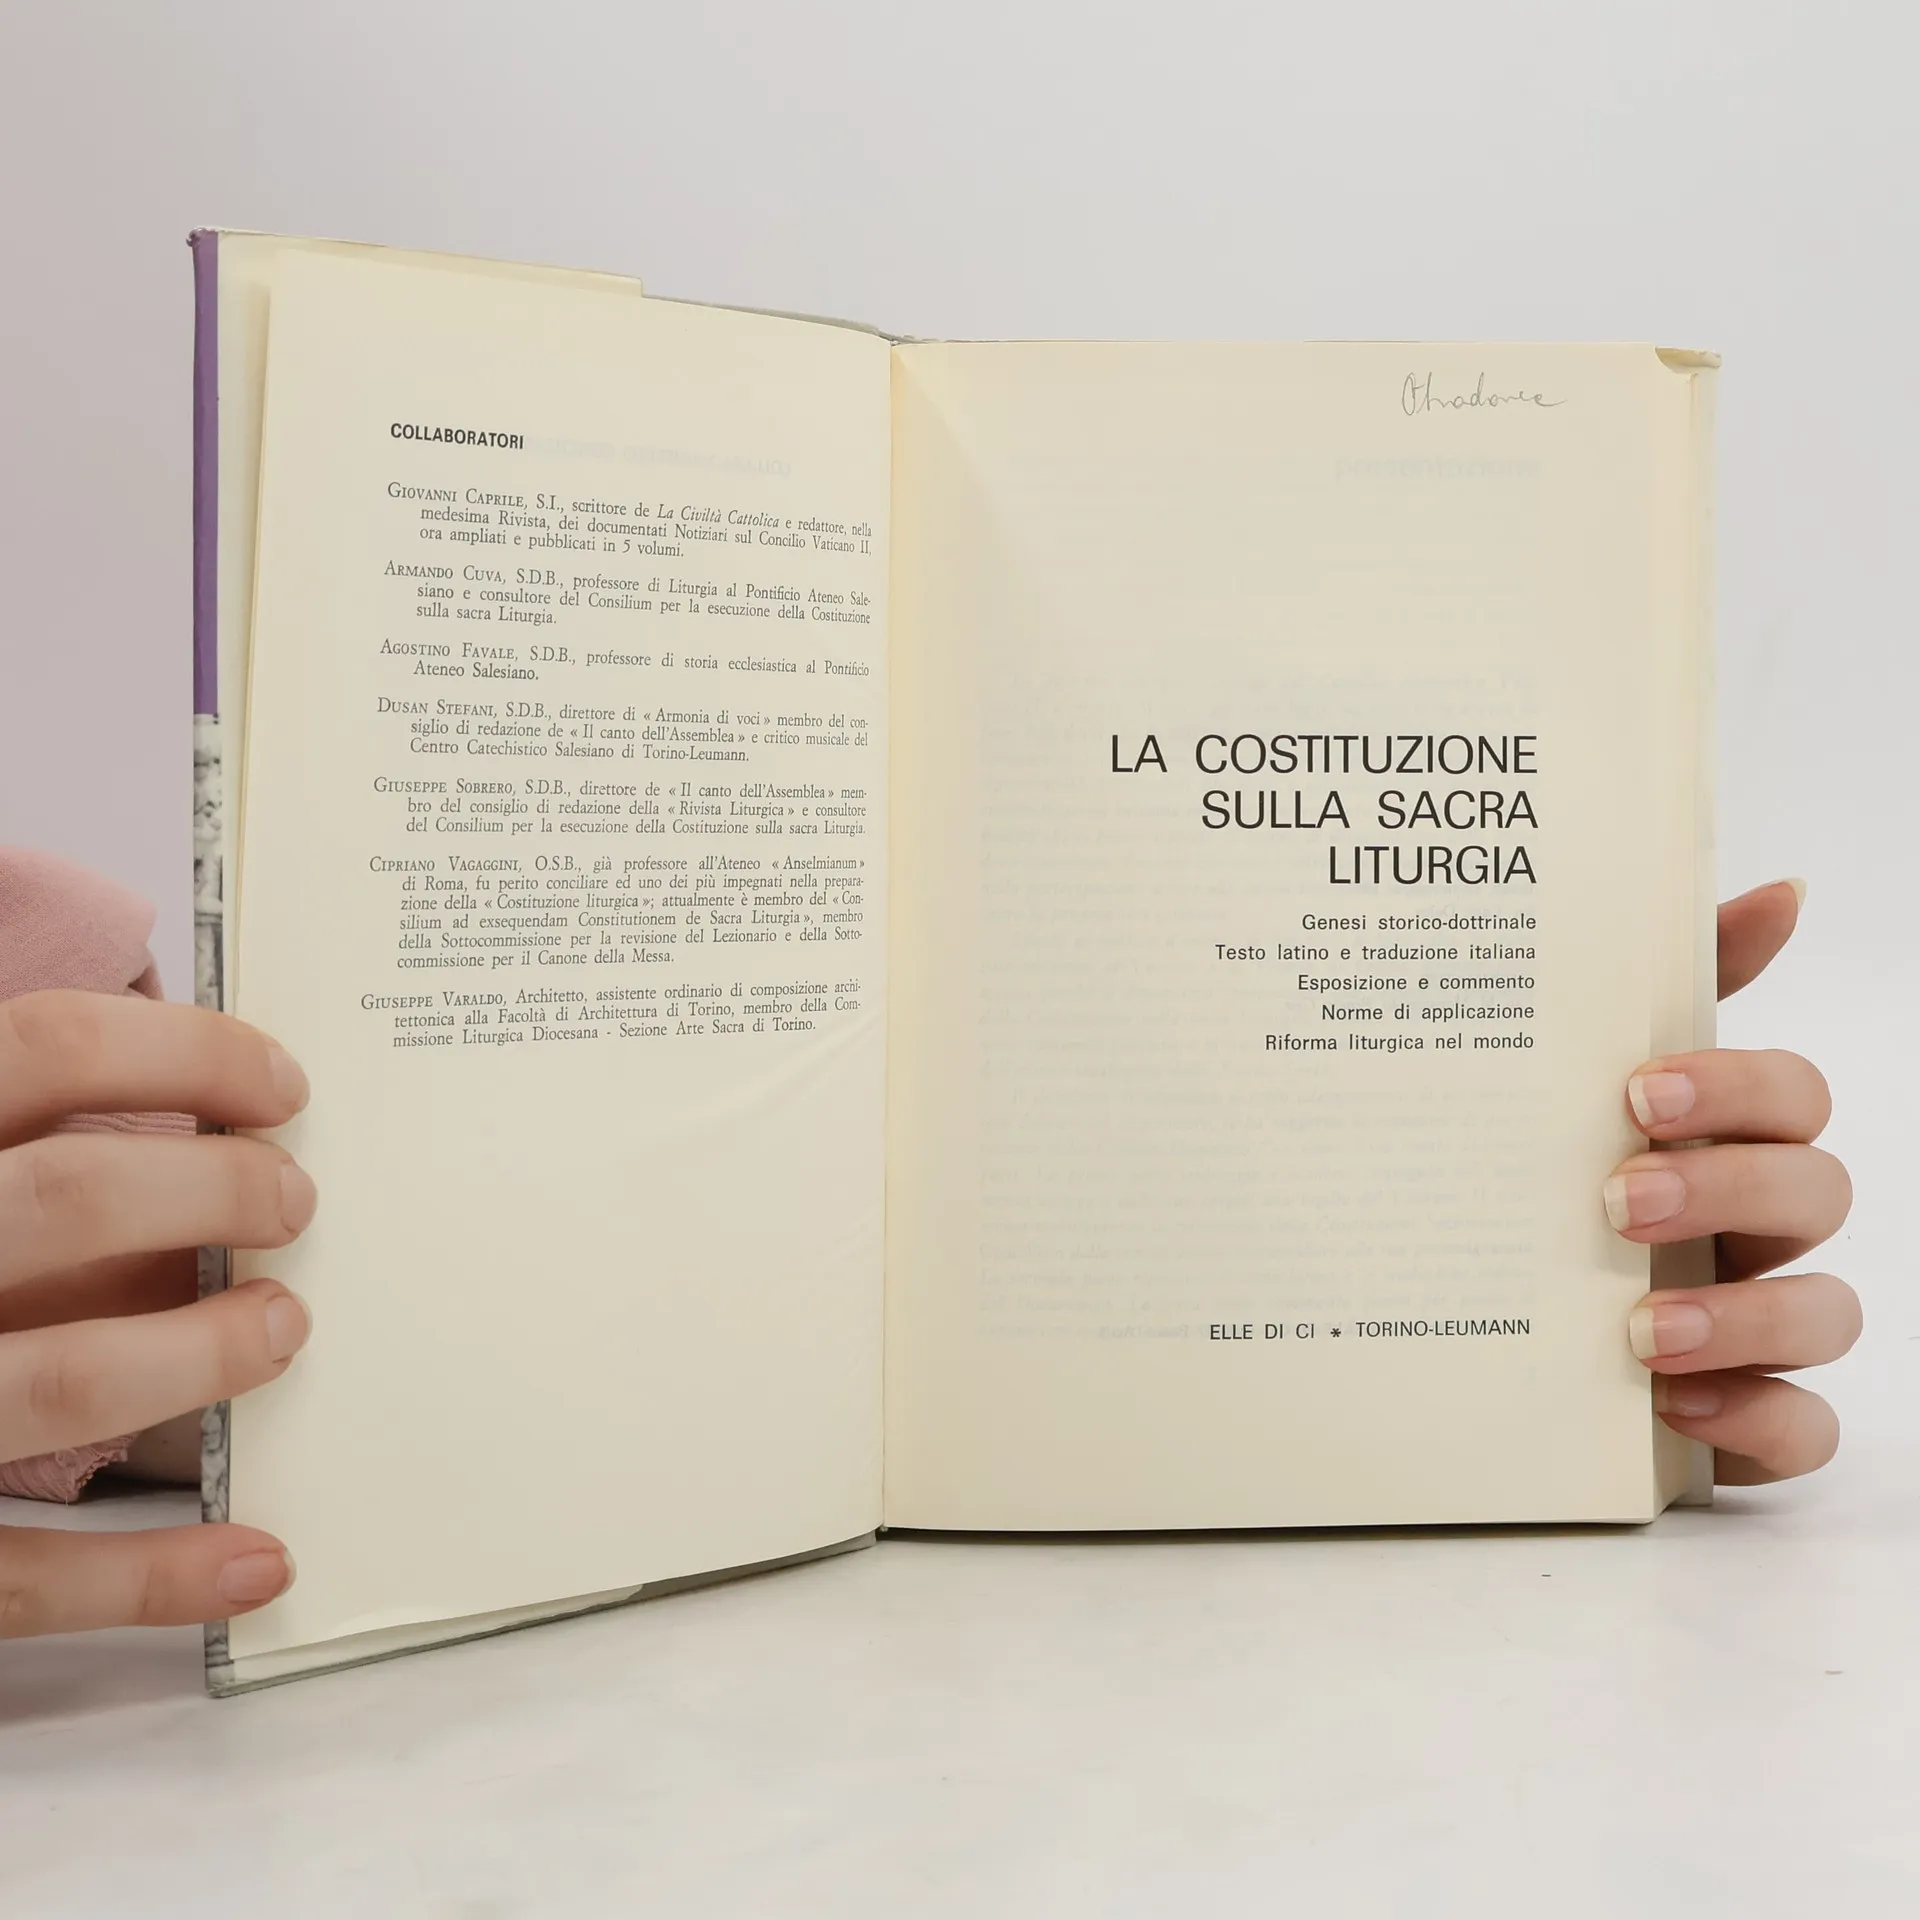 COLLABORATORI
GIOVANNI CAPRILE, S.I., scrittore de La Civiltà Cattolica e redattore, nella
medesima Rivista, dei documentati Notiziari sul Concilio Vaticano II,
ora ampliati e pubblicati in 5 volumi.
ARMANDO CUVA, S.D.B., professore di Liturgia al Pontificio Ateneo Sale-
siano e consultore del Consilium per la esecuzione della Costituzione
sulla sacra Liturgia.
AGOSTINO FAVALE, S.D.B., professore di storia ecclesiastica al Pontificio
Ateneo Salesiano.
DUSAN STEFANI, S.D.B., direttore di « Armonia di voci » membro del con-
siglio di redazione de « Il canto dell'Assemblea » e critico musicale del
Centro Catechistico Salesiano di Torino-Leumann.
GIUSEPPE SOBRERO, S.D.B., direttore de « Il canto dell'Assemblea » mem-
bro del consiglio di redazione della « Rivista Liturgica » e consultore
del Consilium per la esecuzione della Costituzione sulla sacra Liturgia.
CIPRIANO VAGAGGINI, O.S.B., già professore all'Ateneo « Anselmianum »
di Roma, fu perito conciliare ed uno dei più impegnati nella prepara-
zione della « Costituzione liturgica »; attualmente è membro del « Con-
silium ad exsequendam Constitutionem de Sacra Liturgia », membro
della Sottocommissione per la revisione del Lezionario e della Sotto-
commissione per il Canone della Messa.
GIUSEPPE VARALDO, Architetto, assistente ordinario di composizione archi-
tettonica alla Facoltà di Architettura di Torino, membro della Com-
missione Liturgica Diocesana - Sezione Arte Sacra di Torino.
LA COSTITUZIONE
SULLA SACRA
LITURGIA
Genesi storico-dottrinale
Testo latino e traduzione italiana
Esposizione e commento
Norme di applicazione
Riforma liturgica nel mondo
ELLE DI CI * TORINO-LEUMANN